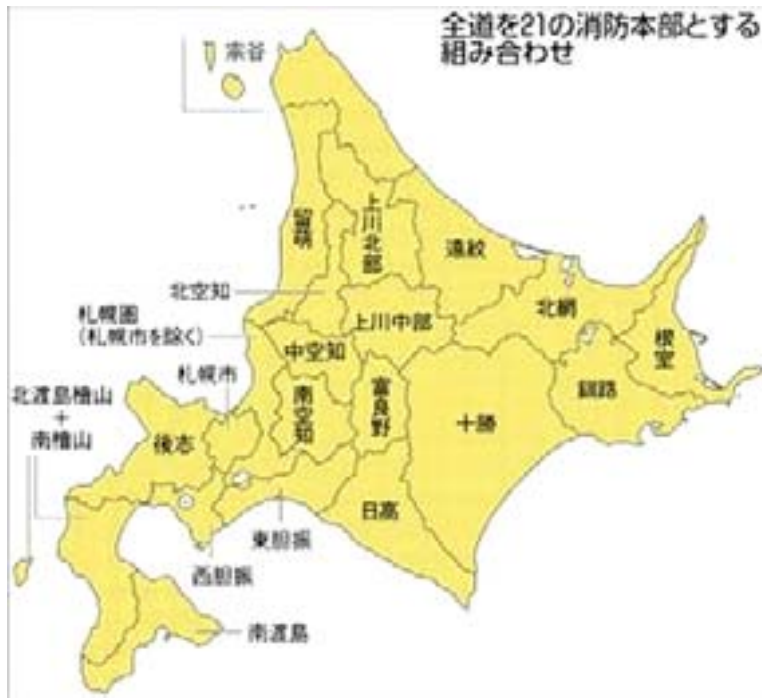 全道を21の消防本部とする
組み合わせ
宗谷
留萌
上川北部
遠紋
北空知
上川中部
北網
札幌圏
(札幌市を除く)
中空知
根室
札幌市
南空知
富良野
釧路
北渡島檜山
+
南檜山
後志
十勝
日高
東胆振
西胆振
南渡島